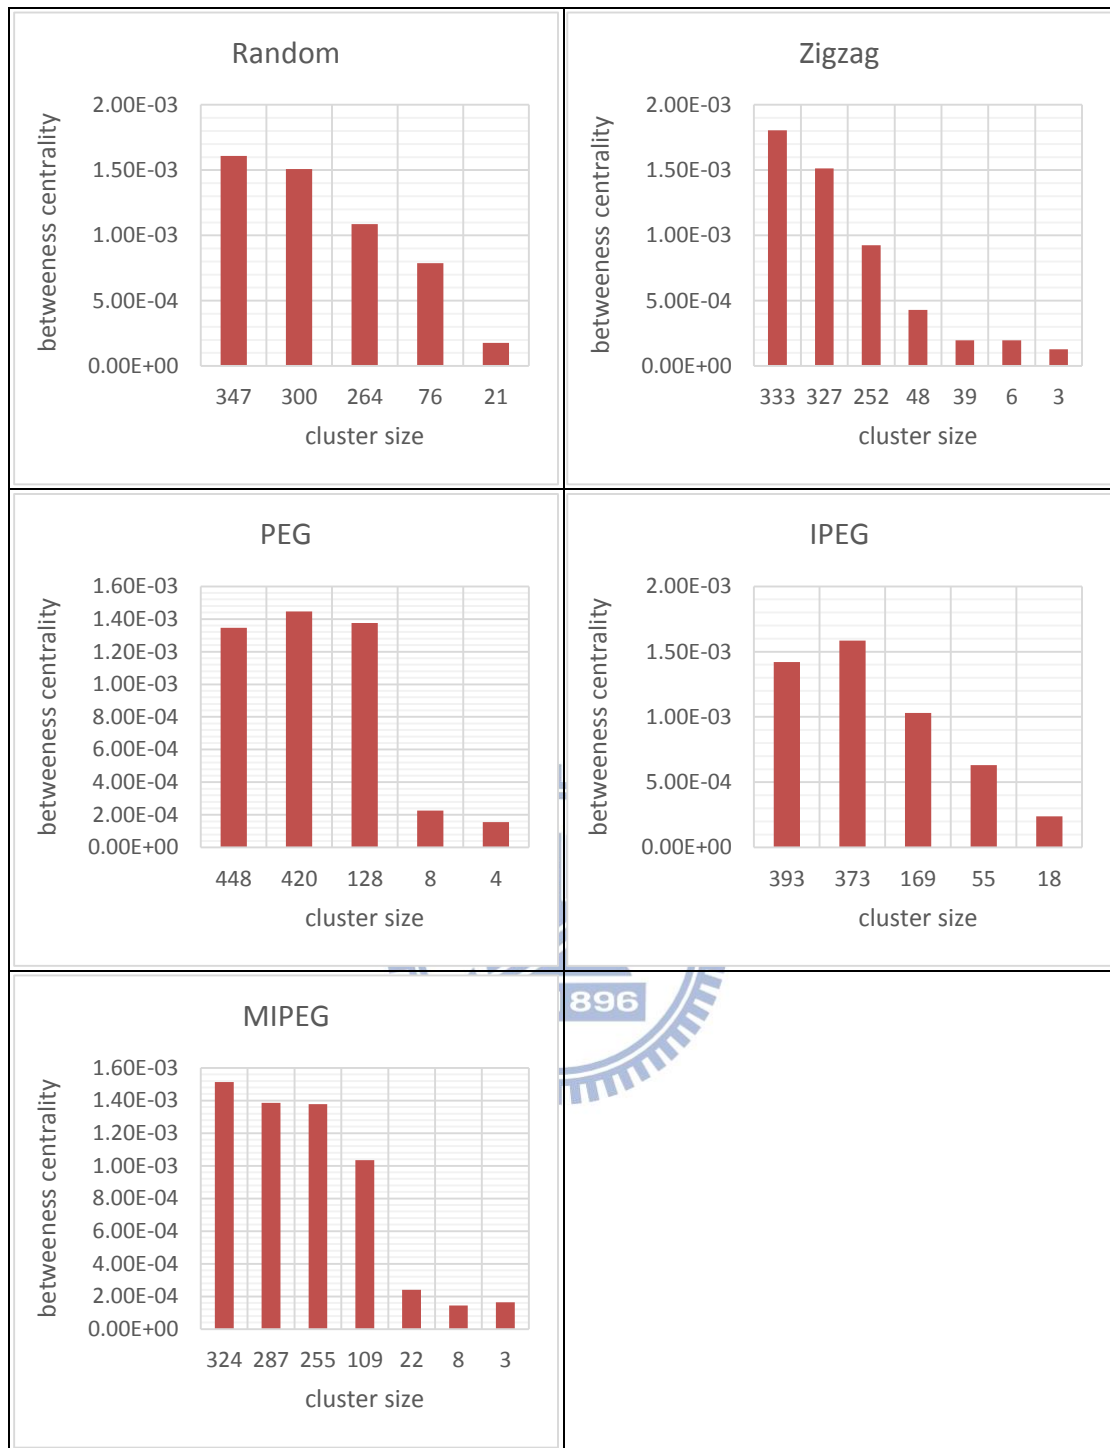 Random
betweeness centrality
2.00E-03
1.50E-03
1.00E-03
5.00E-04
0.00E+00
347 300 264 76 21
cluster size
Zigzag
betweeness centrality
2.00E-03
1.50E-03
1.00E-03
5.00E-04
0.00E+00
333 327 252 48 39 6 3
cluster size
PEG
betweeness centrality
1.60E-03
1.40E-03
1.20E-03
1.00E-03
8.00E-04
6.00E-04
4.00E-04
2.00E-04
0.00E+00
448 420 128 8 4
cluster size
IPEG
betweeness centrality
2.00E-03
1.50E-03
1.00E-03
5.00E-04
0.00E+00
393 373 169 55 18
cluster size
MIPEG
betweeness centrality
1.60E-03
1.40E-03
1.20E-03
1.00E-03
8.00E-04
6.00E-04
4.00E-04
2.00E-04
0.00E+00
324 287 255 109 22 8 3
cluster size
896